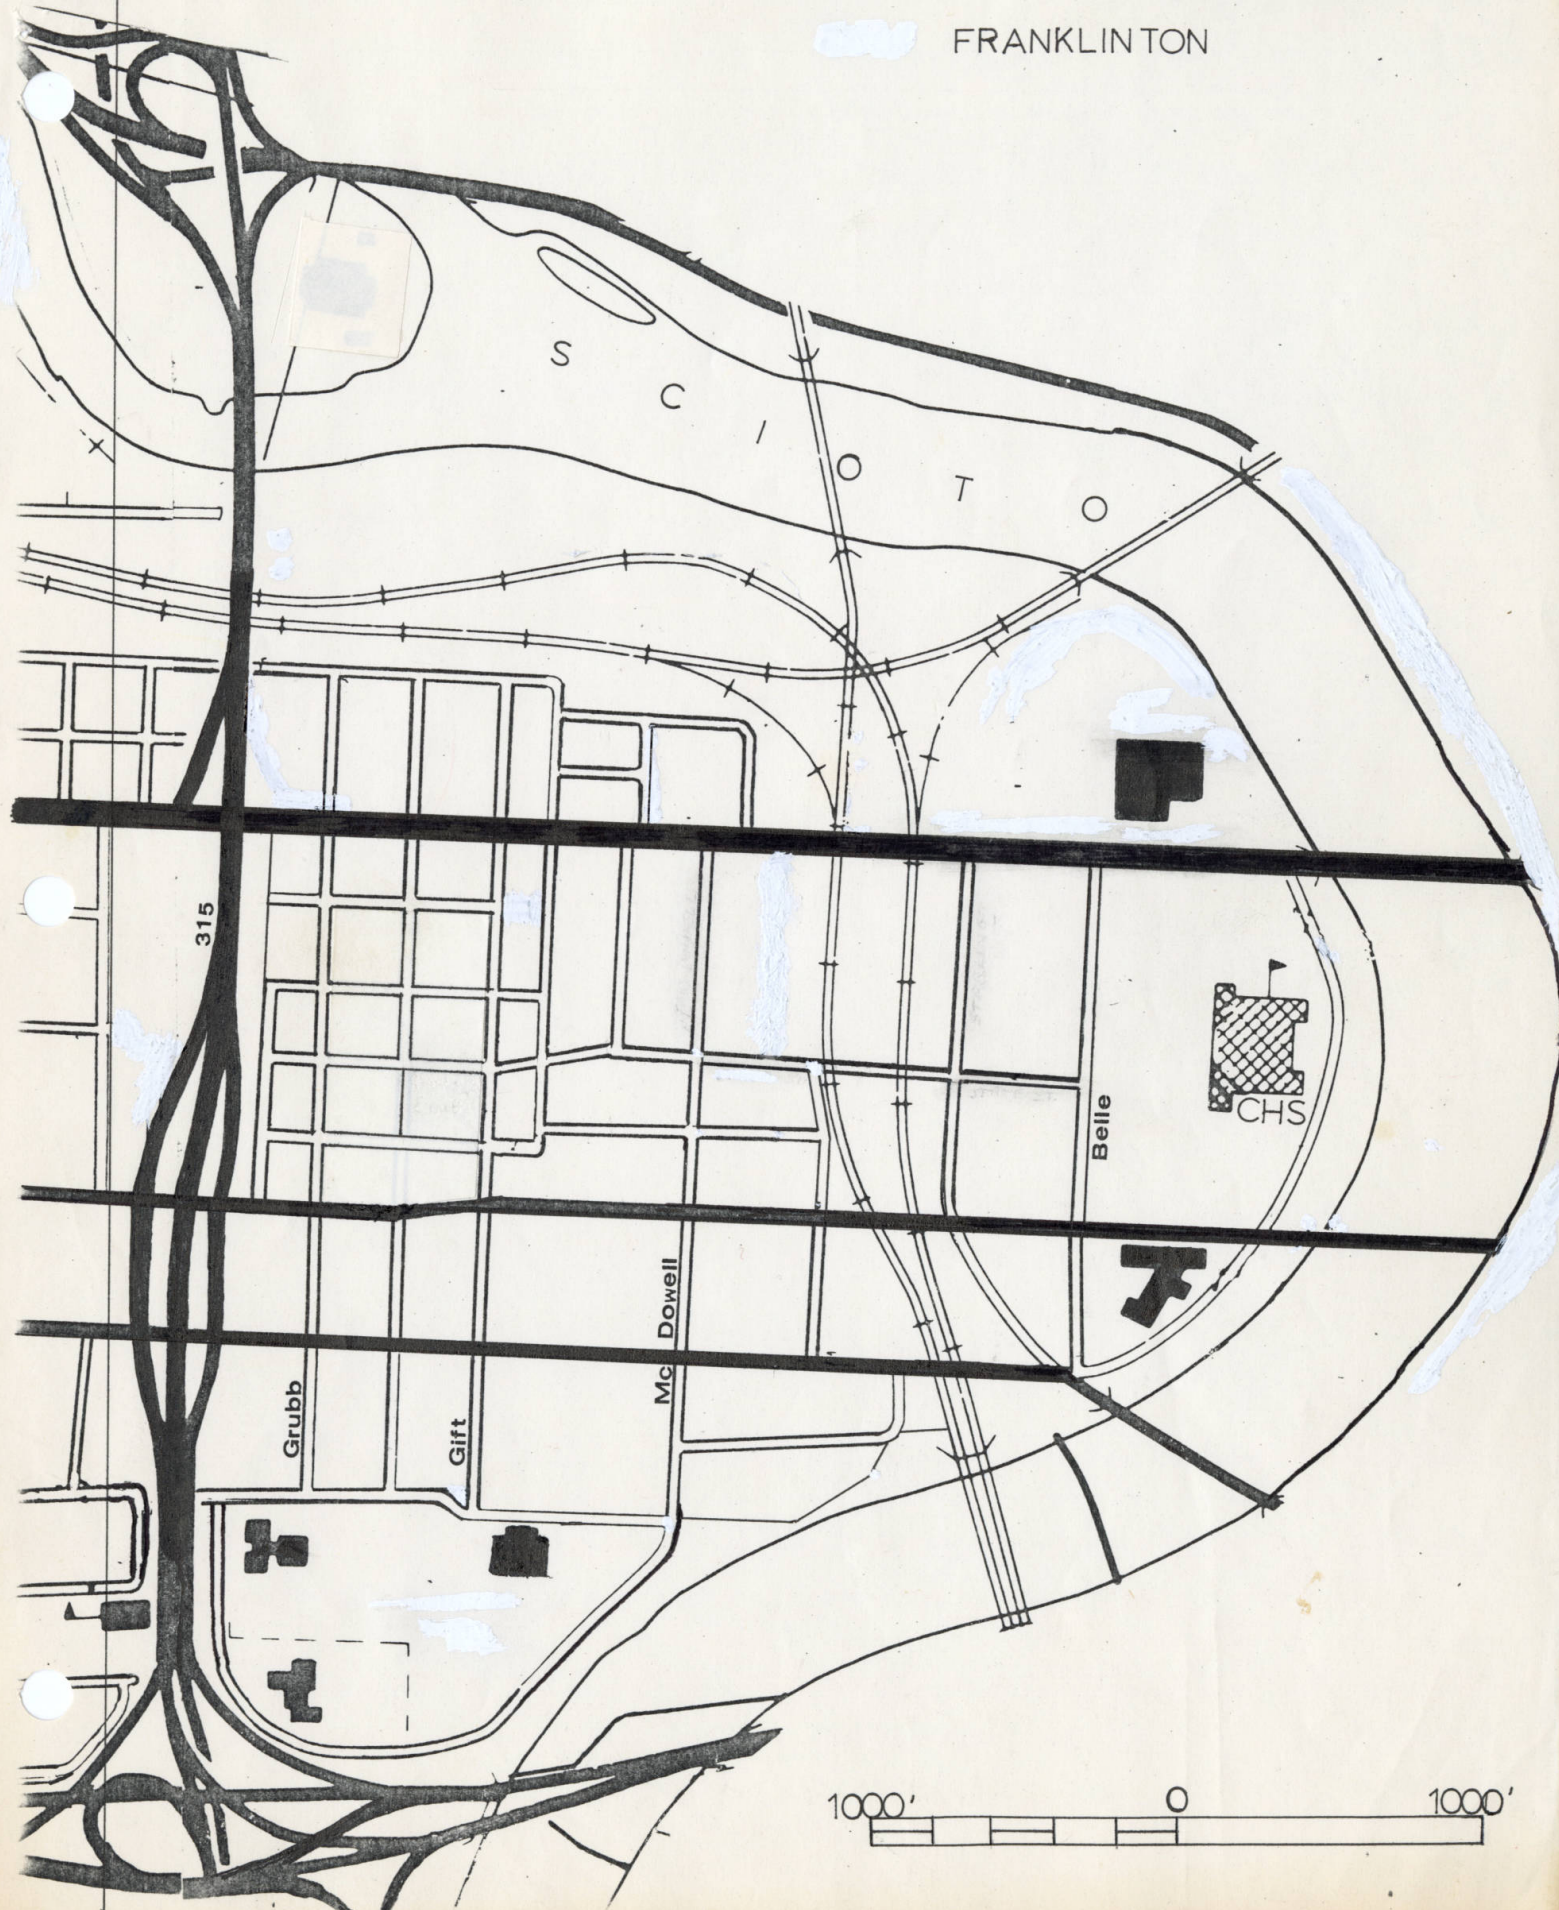 FRANKLINTON
S C I O T O
315
CHS
Belle
Mc Dowell
Grubb
Gift
1000' 0 1000'